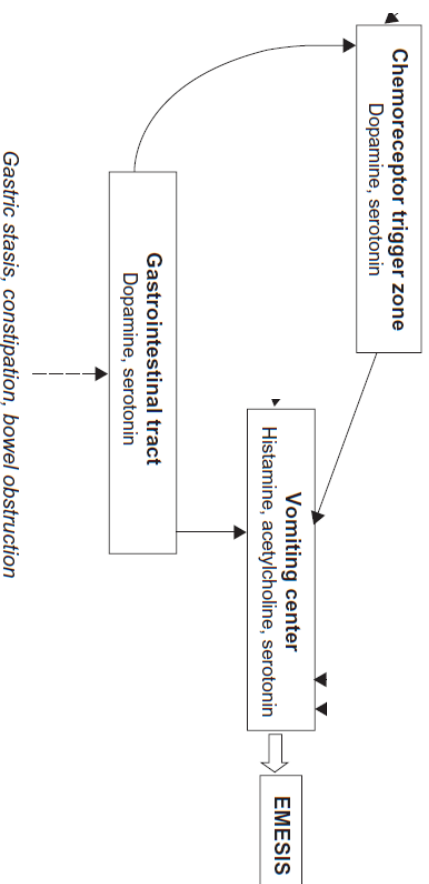 Chemoreceptor trigger zone
Dopamine, serotonin
Vomiting center
Histamine, acetylcholine, serotonin
EMESIS
Gastrointestinal tract
Dopamine, serotonin
Gastric stasis, constipation, bowel obstruction